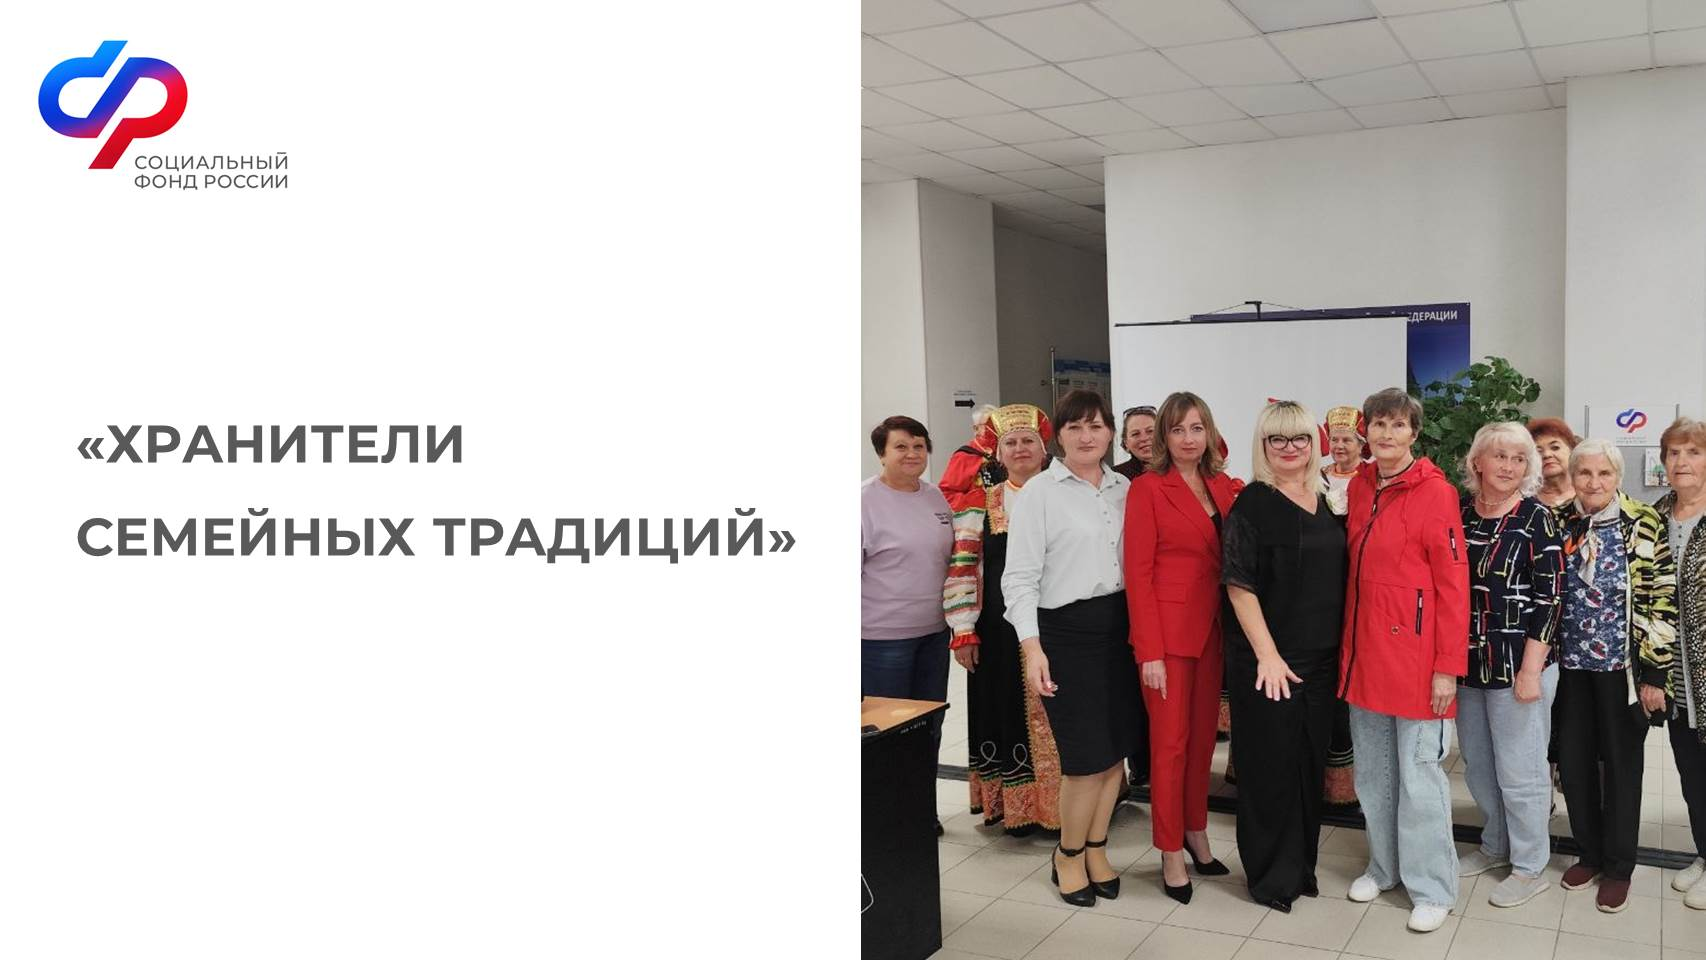 СОЦИАЛЬНЫЙ
ФОНД РОССИИ
«ХРАНИТЕЛИ
СЕМЕЙНЫХ ТРАДИЦИЙ»
ЕДЕРАЦИИ